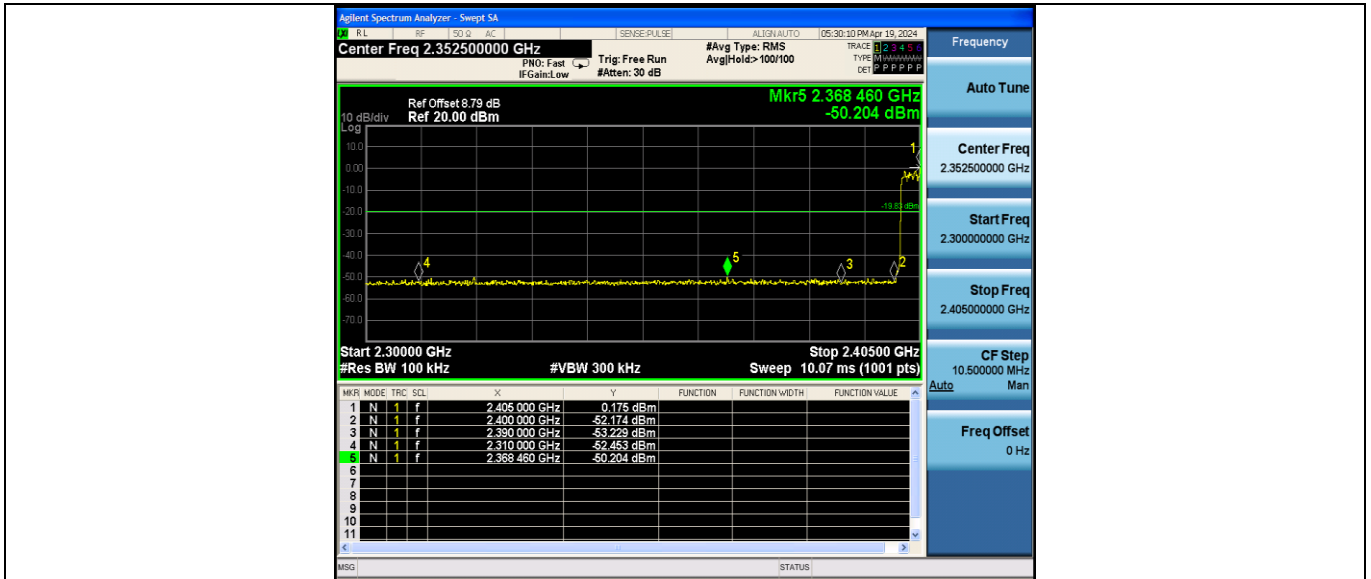 Agilent Spectrum Analyzer - Swept SA
LXI RL RF 50 Ω AC SENSE:PULSE ALIGNAUTO 05:30:10 PM Apr 19, 2024
Center Freq 2.352500000 GHz
PNO: Fast
IFGain:Low
Trig: Free Run
#Atten: 30 dB
#Avg Type: RMS
Avg|Hold:>100/100
TRACE 1 2 3 4 5 6
TYPE M WWWWW
DET P P P P P P
Mkr5 2.368 460 GHz
-50.204 dBm
Ref Offset 8.79 dB
10 dB/div Ref 20.00 dBm
Log
10.0
0.00
-10.0
-20.0
-30.0
-40.0
-50.0
-60.0
-70.0
1
-19.83 dBm
4
5
3
2
Start 2.30000 GHz Stop 2.40500 GHz
#Res BW 100 kHz #VBW 300 kHz Sweep 10.07 ms (1001 pts)
MKR MODE TRC SCL X Y FUNCTION FUNCTION WIDTH FUNCTION VALUE
1 N 1 f 2.405 000 GHz 0.175 dBm
2 N 1 f 2.400 000 GHz -52.174 dBm
3 N 1 f 2.390 000 GHz -53.229 dBm
4 N 1 f 2.310 000 GHz -52.453 dBm
5 N 1 f 2.368 460 GHz -50.204 dBm
6
7
8
9
10
11
MSG STATUS
Frequency
Auto Tune
Center Freq
2.352500000 GHz
Start Freq
2.300000000 GHz
Stop Freq
2.405000000 GHz
CF Step
10.500000 MHz
Auto Man
Freq Offset
0 Hz